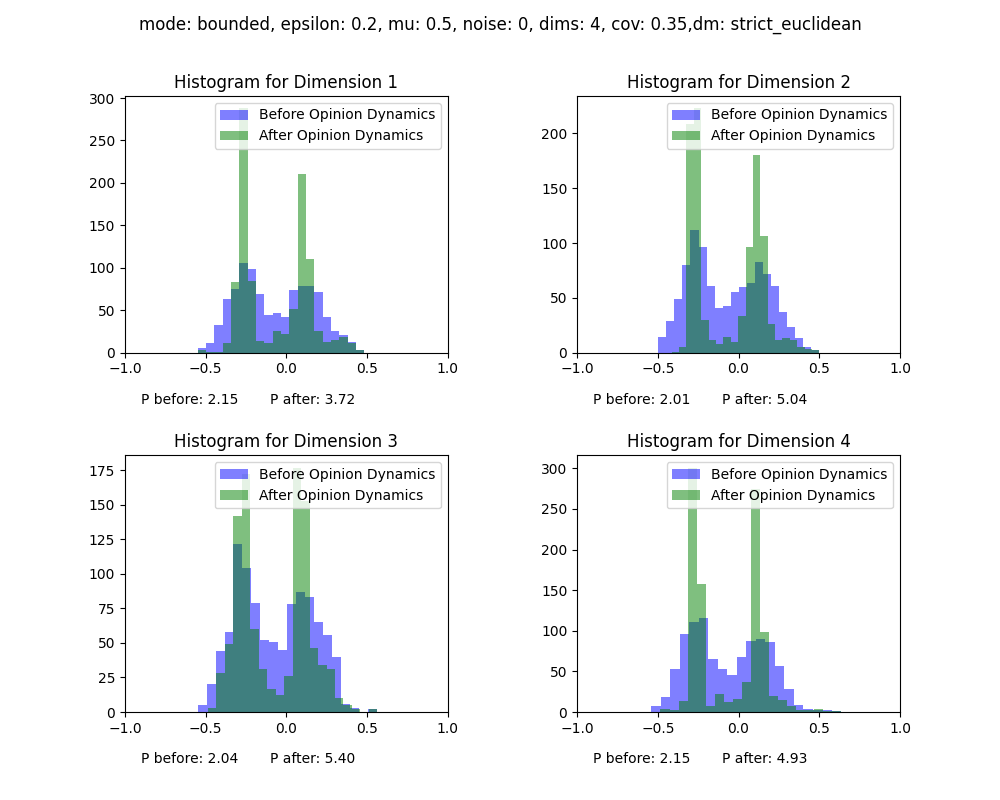 mode: bounded, epsilon: 0.2, mu: 0.5, noise: 0, dims: 4, cov: 0.35,dm: strict_euclidean
Histogram for Dimension 1
Before Opinion Dynamics
After Opinion Dynamics
300
250
200
150
100
50
0
−1.0 −0.5 0.0 0.5 1.0
P before: 2.15 P after: 3.72
Histogram for Dimension 2
Before Opinion Dynamics
After Opinion Dynamics
200
150
100
50
0
−1.0 −0.5 0.0 0.5 1.0
P before: 2.01 P after: 5.04
Histogram for Dimension 3
Before Opinion Dynamics
After Opinion Dynamics
175
150
125
100
75
50
25
0
−1.0 −0.5 0.0 0.5 1.0
P before: 2.04 P after: 5.40
Histogram for Dimension 4
Before Opinion Dynamics
After Opinion Dynamics
300
250
200
150
100
50
0
−1.0 −0.5 0.0 0.5 1.0
P before: 2.15 P after: 4.93